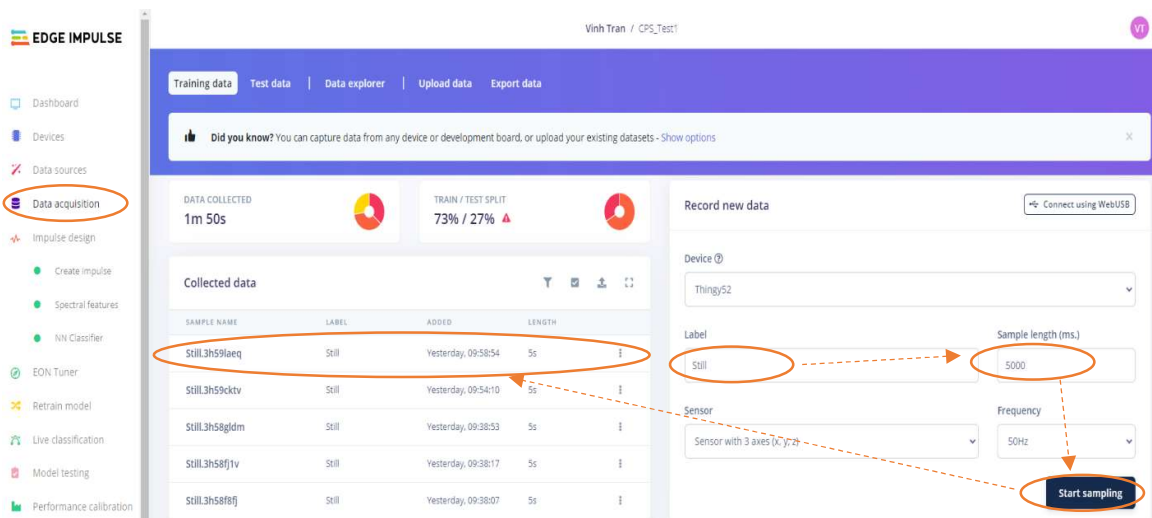 EDGE IMPULSE
Dashboard
Devices
Data sources
Data acquisition
Impulse design
Create impulse
Spectral features
NN Classifier
EON Tuner
Retrain model
Live classification
Model testing
Performance calibration
Vinh Tran / CPS_Test1
VT
Training data Test data | Data explorer | Upload data Export data
Did you know? You can capture data from any device or development board, or upload your existing datasets - Show options
DATA COLLECTED
1m 50s
TRAIN / TEST SPLIT
73% / 27%
Collected data
SAMPLE NAME LABEL ADDED LENGTH
Still.3h59laeq Still Yesterday, 09:58:54 5s
Still.3h59cktv Still Yesterday, 09:54:10 5s
Still.3h58gldm Still Yesterday, 09:38:53 5s
Still.3h58fj1v Still Yesterday, 09:38:17 5s
Still.3h58f8fj Still Yesterday, 09:38:07 5s
Record new data
Connect using WebUSB
Device
Thingy52
Label Sample length (ms.)
Still 5000
Sensor Frequency
Sensor with 3 axes (x, y, z) 50Hz
Start sampling